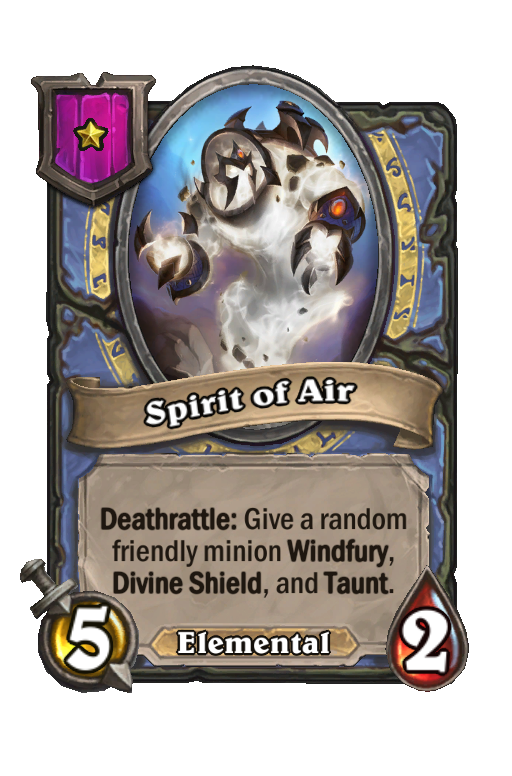 Spirit of Air
Deathrattle: Give a random
friendly minion Windfury,
Divine Shield, and Taunt.
5
Elemental
2